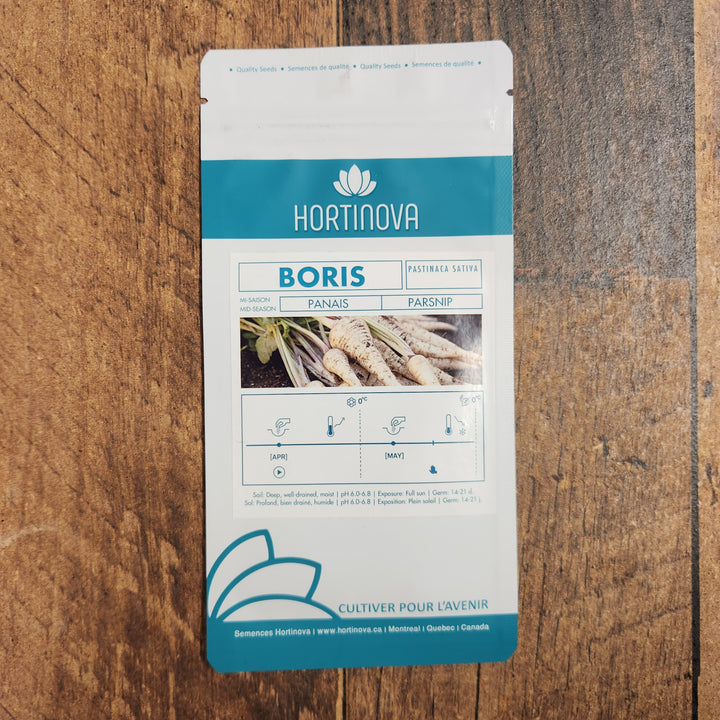 • Quality Seeds • Semences de qualité • Quality Seeds • Semences de qualité •
HORTINOVA
BORIS
PASTINACA SATIVA
MI-SAISON
MID-SEASON
PANAIS
PARSNIP
0°C
0°C
[APR]
[MAY]
Soil: Deep, well drained, moist | pH 6.0-6.8 | Exposure: Full sun | Germ: 14-21 d.
Sol: Profond, bien drainé, humide | pH 6.0-6.8 | Exposition: Plein soleil | Germ: 14-21 j.
CULTIVER POUR L'AVENIR
Semences Hortinova | www.hortinova.ca | Montreal | Quebec | Canada